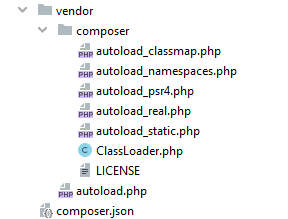 vendor
composer
autoload_classmap.php
autoload_namespaces.php
autoload_psr4.php
autoload_real.php
autoload_static.php
ClassLoader.php
LICENSE
autoload.php
composer.json